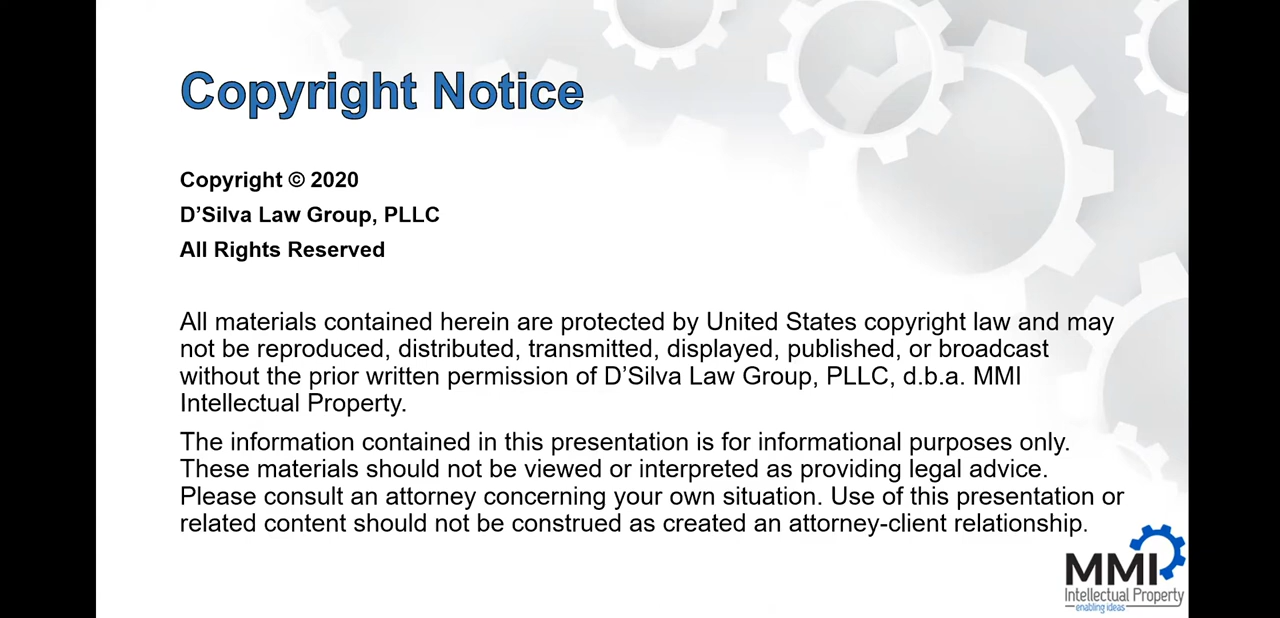 Copyright Notice
Copyright © 2020
D’Silva Law Group, PLLC
All Rights Reserved
All materials contained herein are protected by United States copyright law and may
not be reproduced, distributed, transmitted, displayed, published, or broadcast
without the prior written permission of D’Silva Law Group, PLLC, d.b.a. MMI
Intellectual Property.
The information contained in this presentation is for informational purposes only.
These materials should not be viewed or interpreted as providing legal advice.
Please consult an attorney concerning your own situation. Use of this presentation or
related content should not be construed as created an attorney-client relationship.
MMI
Intellectual Property
enabling ideas